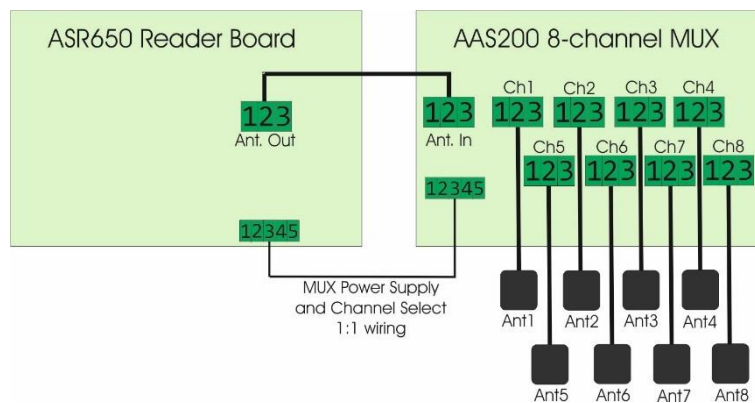 ASR650 Reader Board
AAS200 8-channel MUX
Ch1 Ch2 Ch3 Ch4
123 123 123 123 123 123
Ant. Out Ant. In
Ch5 Ch6 Ch7 Ch8
123 123 123 123
12345
12345
MUX Power Supply
and Channel Select
1:1 wiring
Ant1 Ant2 Ant3 Ant4
Ant5 Ant6 Ant7 Ant8